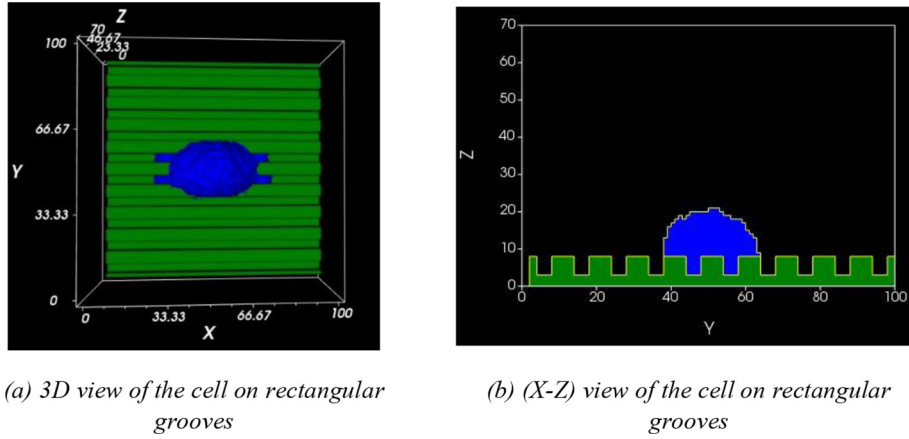 Z
70
46.67
23.33
0
100
66.67
Y
33.33
0
0
33.33
66.67
100
X
70
60
50
40
Z
30
20
10
0
0
20
40
60
80
100
Y
(a) 3D view of the cell on rectangular
grooves
(b) (X-Z) view of the cell on rectangular
grooves